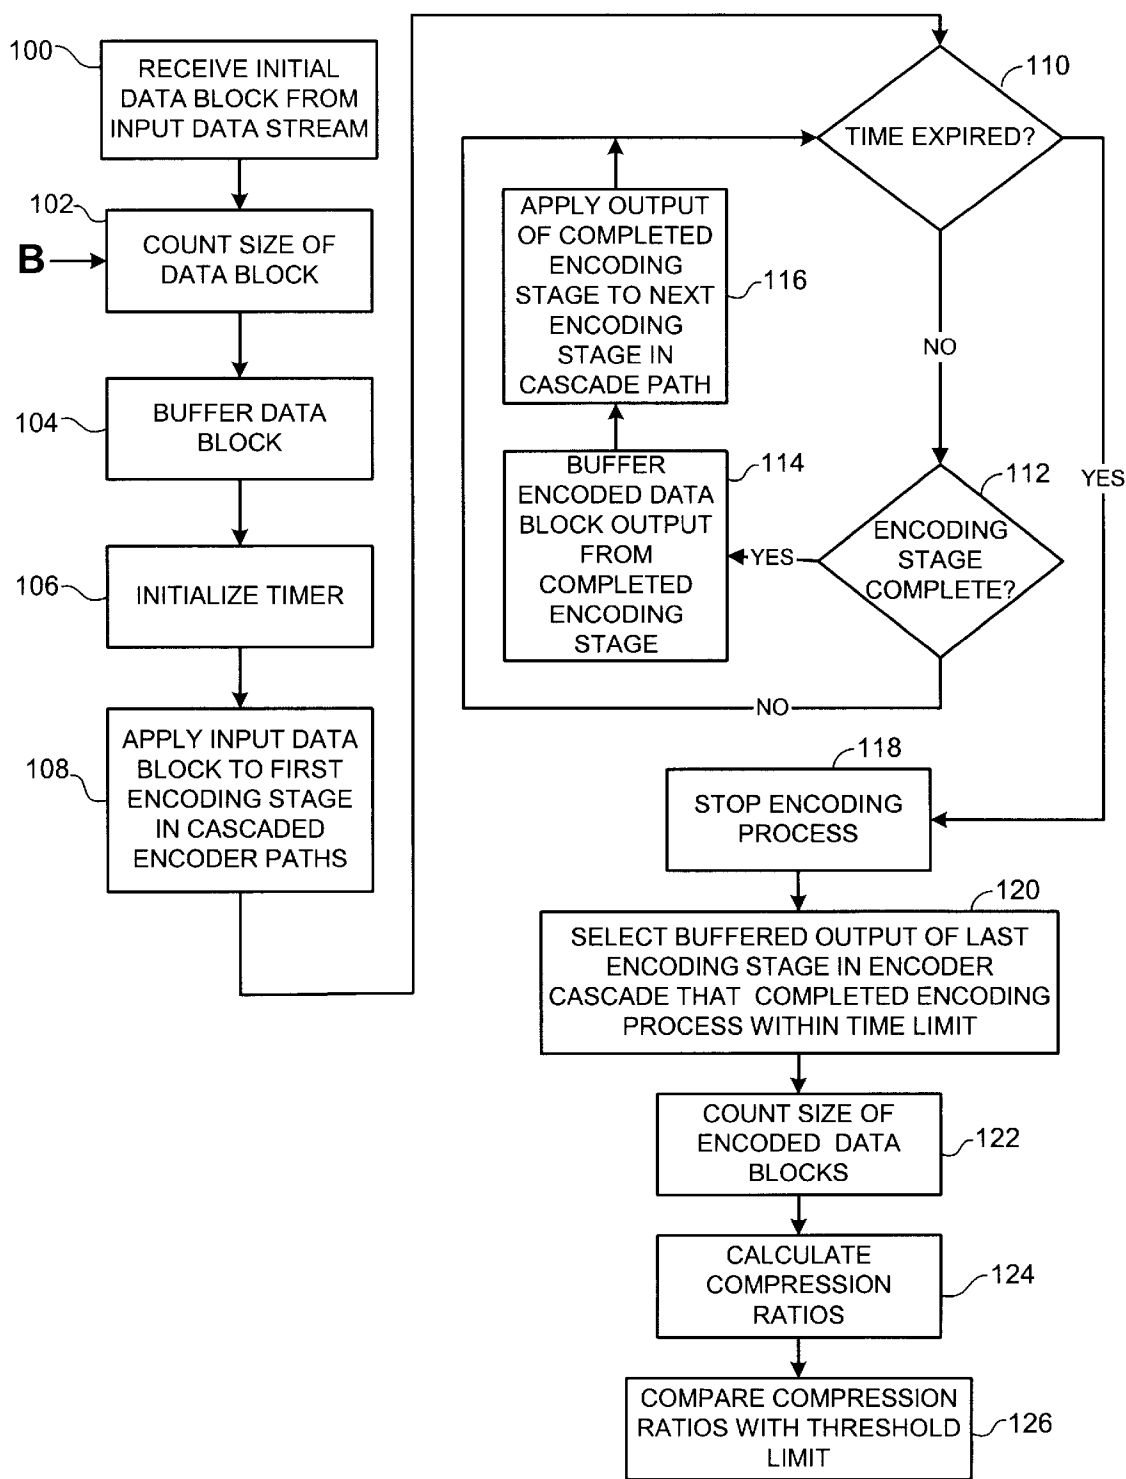 100
RECEIVE INITIAL
DATA BLOCK FROM
INPUT DATA STREAM
102
B
COUNT SIZE OF
DATA BLOCK
104
BUFFER DATA
BLOCK
106
INITIALIZE TIMER
108
APPLY INPUT DATA
BLOCK TO FIRST
ENCODING STAGE
IN CASCADED
ENCODER PATHS
110
TIME EXPIRED?
NO
YES
112
ENCODING
STAGE
COMPLETE?
YES
NO
114
BUFFER
ENCODED DATA
BLOCK OUTPUT
FROM
COMPLETED
ENCODING
STAGE
116
APPLY OUTPUT
OF COMPLETED
ENCODING
STAGE TO NEXT
ENCODING
STAGE IN
CASCADE PATH
118
STOP ENCODING
PROCESS
120
SELECT BUFFERED OUTPUT OF LAST
ENCODING STAGE IN ENCODER
CASCADE THAT COMPLETED ENCODING
PROCESS WITHIN TIME LIMIT
COUNT SIZE OF
ENCODED DATA
BLOCKS
122
CALCULATE
COMPRESSION
RATIOS
124
COMPARE COMPRESSION
RATIOS WITH THRESHOLD
LIMIT
126